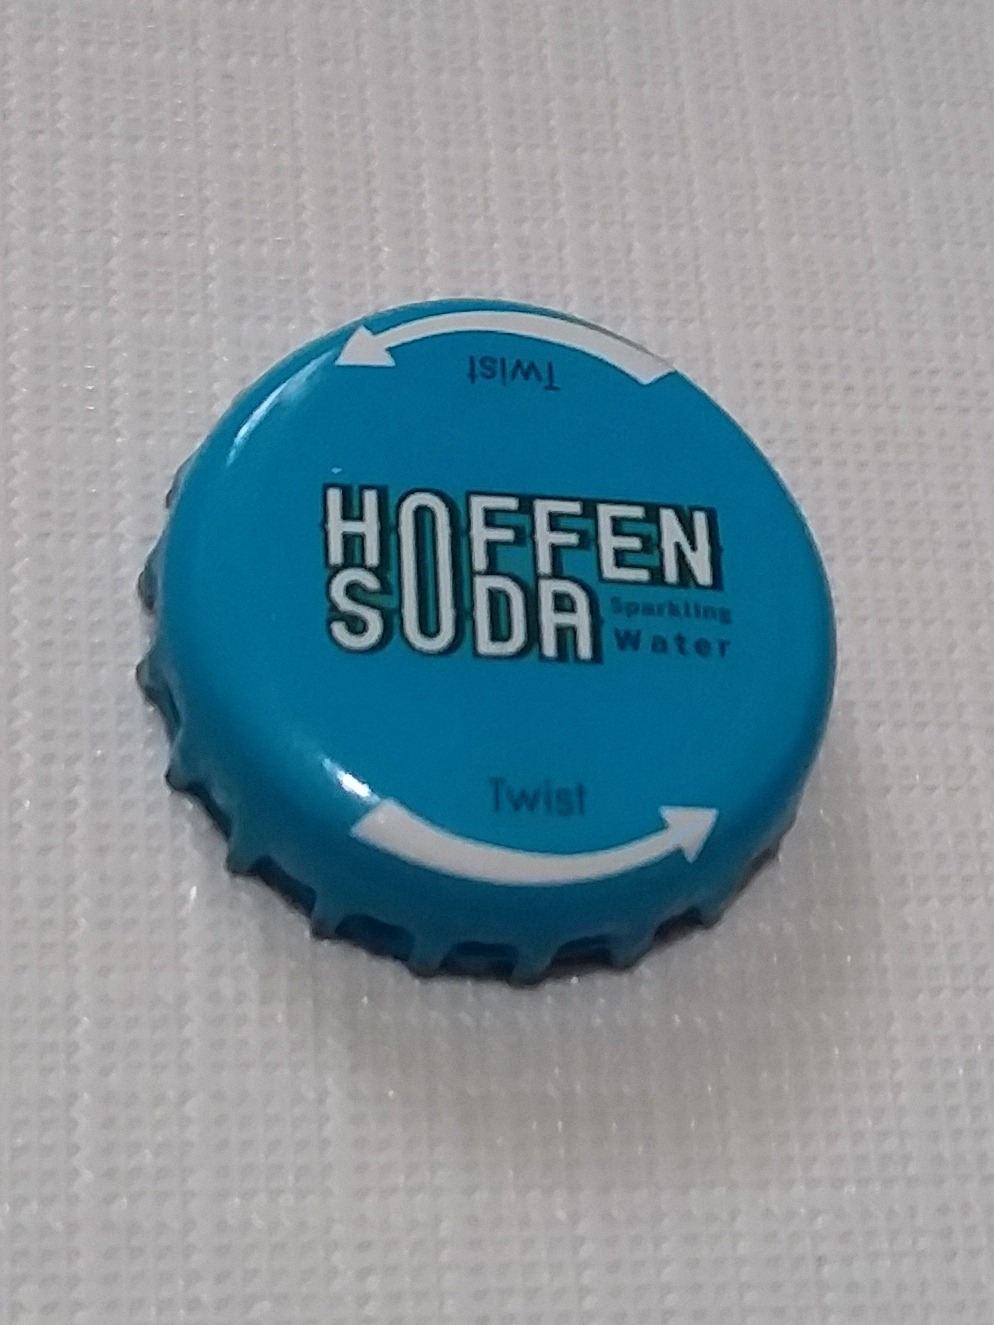 Twist
HOFFEN
SODA
Sparkling
Water
Twist